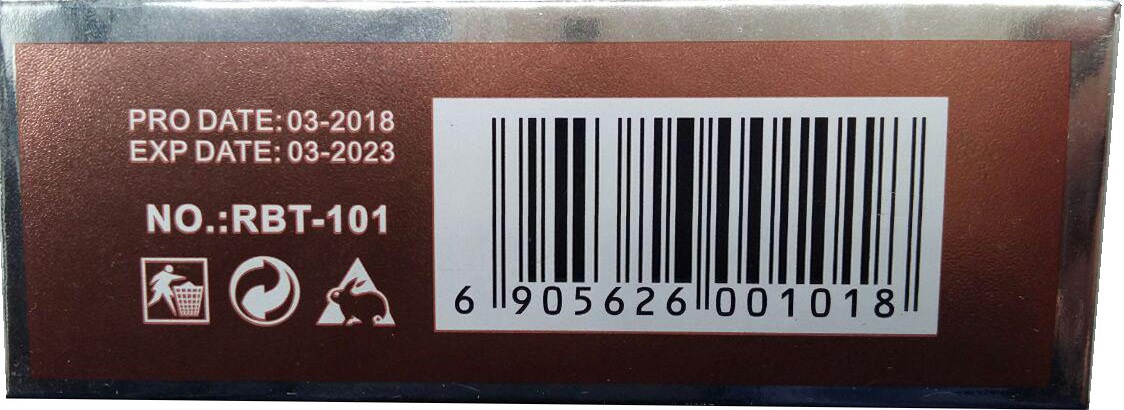 PRO DATE: 03-2018
EXP DATE: 03-2023
NO.:RBT-101
6 905626 001018